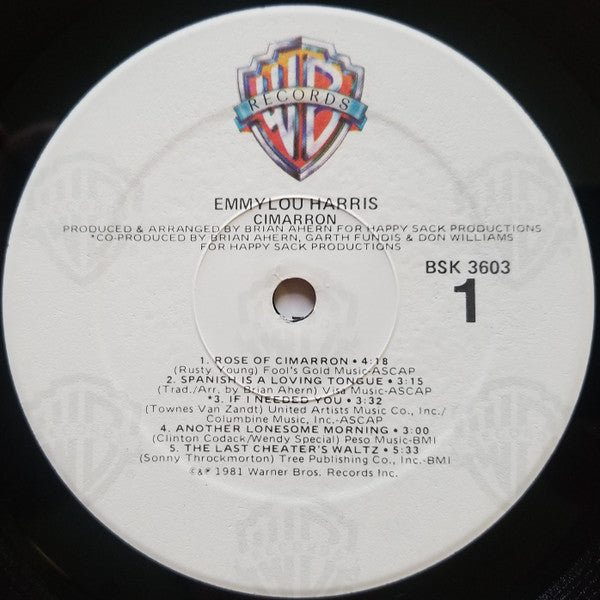 WB
RECORDS
EMMYLOU HARRIS
CIMARRON
PRODUCED & ARRANGED BY BRIAN AHERN FOR HAPPY SACK PRODUCTIONS
*CO-PRODUCED BY BRIAN AHERN, GARTH FUNDIS & DON WILLIAMS
FOR HAPPY SACK PRODUCTIONS
BSK 3603
1
1. ROSE OF CIMARRON • 4:18
(Rusty Young) Fool's Gold Music-ASCAP
2. SPANISH IS A LOVING TONGUE • 3:15
(Trad./Arr. by Brian Ahern) Visa Music-ASCAP
*3. IF I NEEDED YOU • 3:32
(Townes Van Zandt) United Artists Music Co., Inc./
Columbine Music, Inc.-ASCAP
4. ANOTHER LONESOME MORNING • 3:00
(Clinton Codack/Wendy Special) Peso Music-BMI
5. THE LAST CHEATER'S WALTZ • 5:33
(Sonny Throckmorton) Tree Publishing Co., Inc.-BMI
©&℗ 1981 Warner Bros. Records Inc.